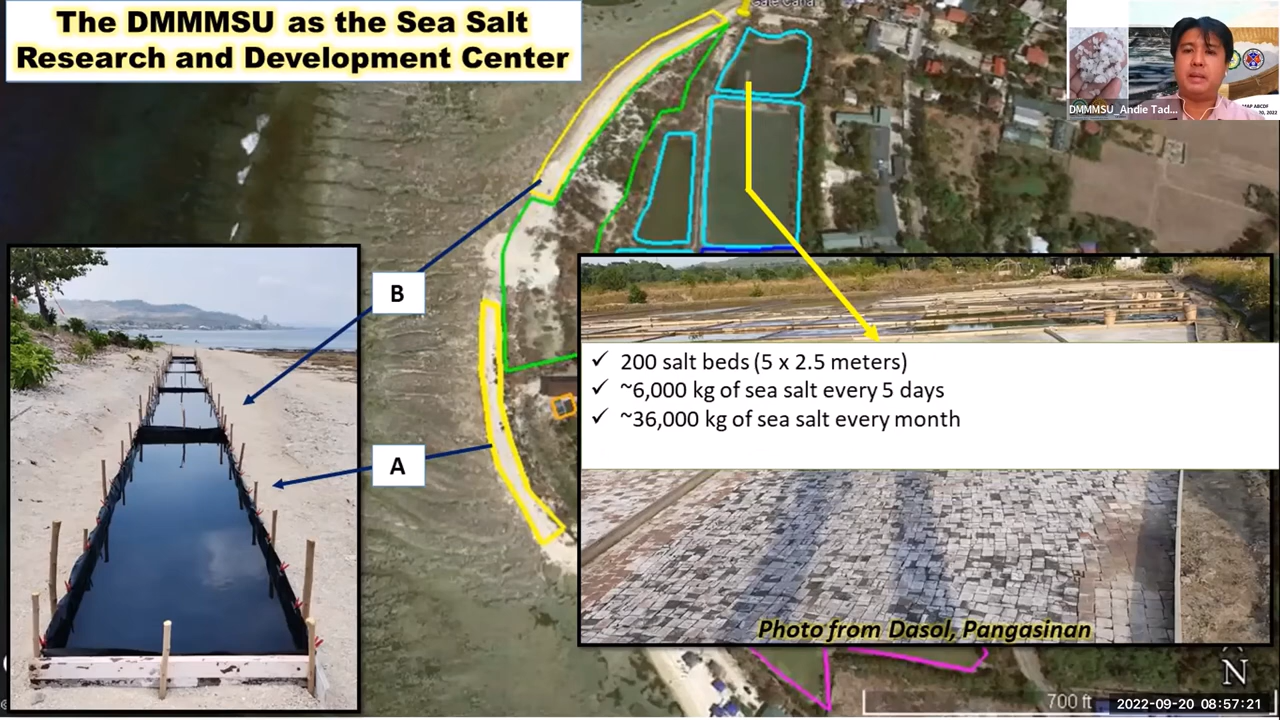 The DMMMSU as the Sea Salt
Research and Development Center
DMMMSU_Andie Tad...
B
A
✓ 200 salt beds (5 x 2.5 meters)
✓ ~6,000 kg of sea salt every 5 days
✓ ~36,000 kg of sea salt every month
Photo from Dasol, Pangasinan
N
700 ft
2022-09-20 08:57:21